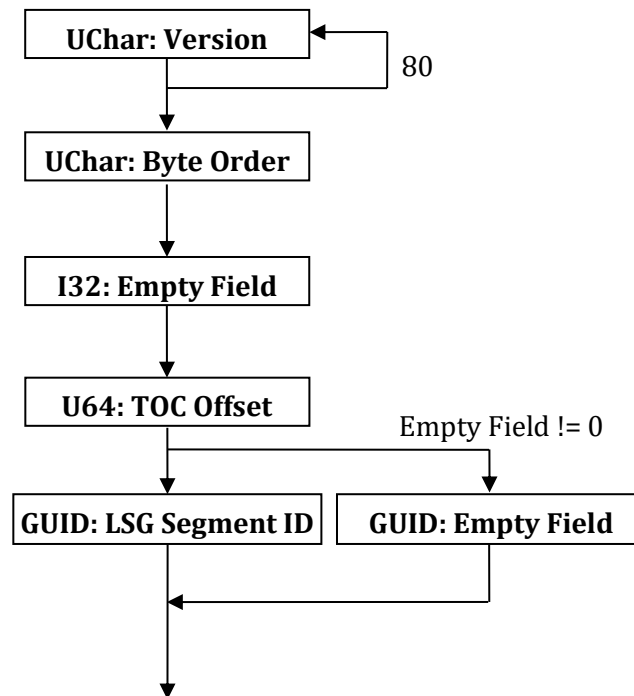 UChar: Version
80
UChar: Byte Order
I32: Empty Field
U64: TOC Offset
Empty Field != 0
GUID: LSG Segment ID
GUID: Empty Field